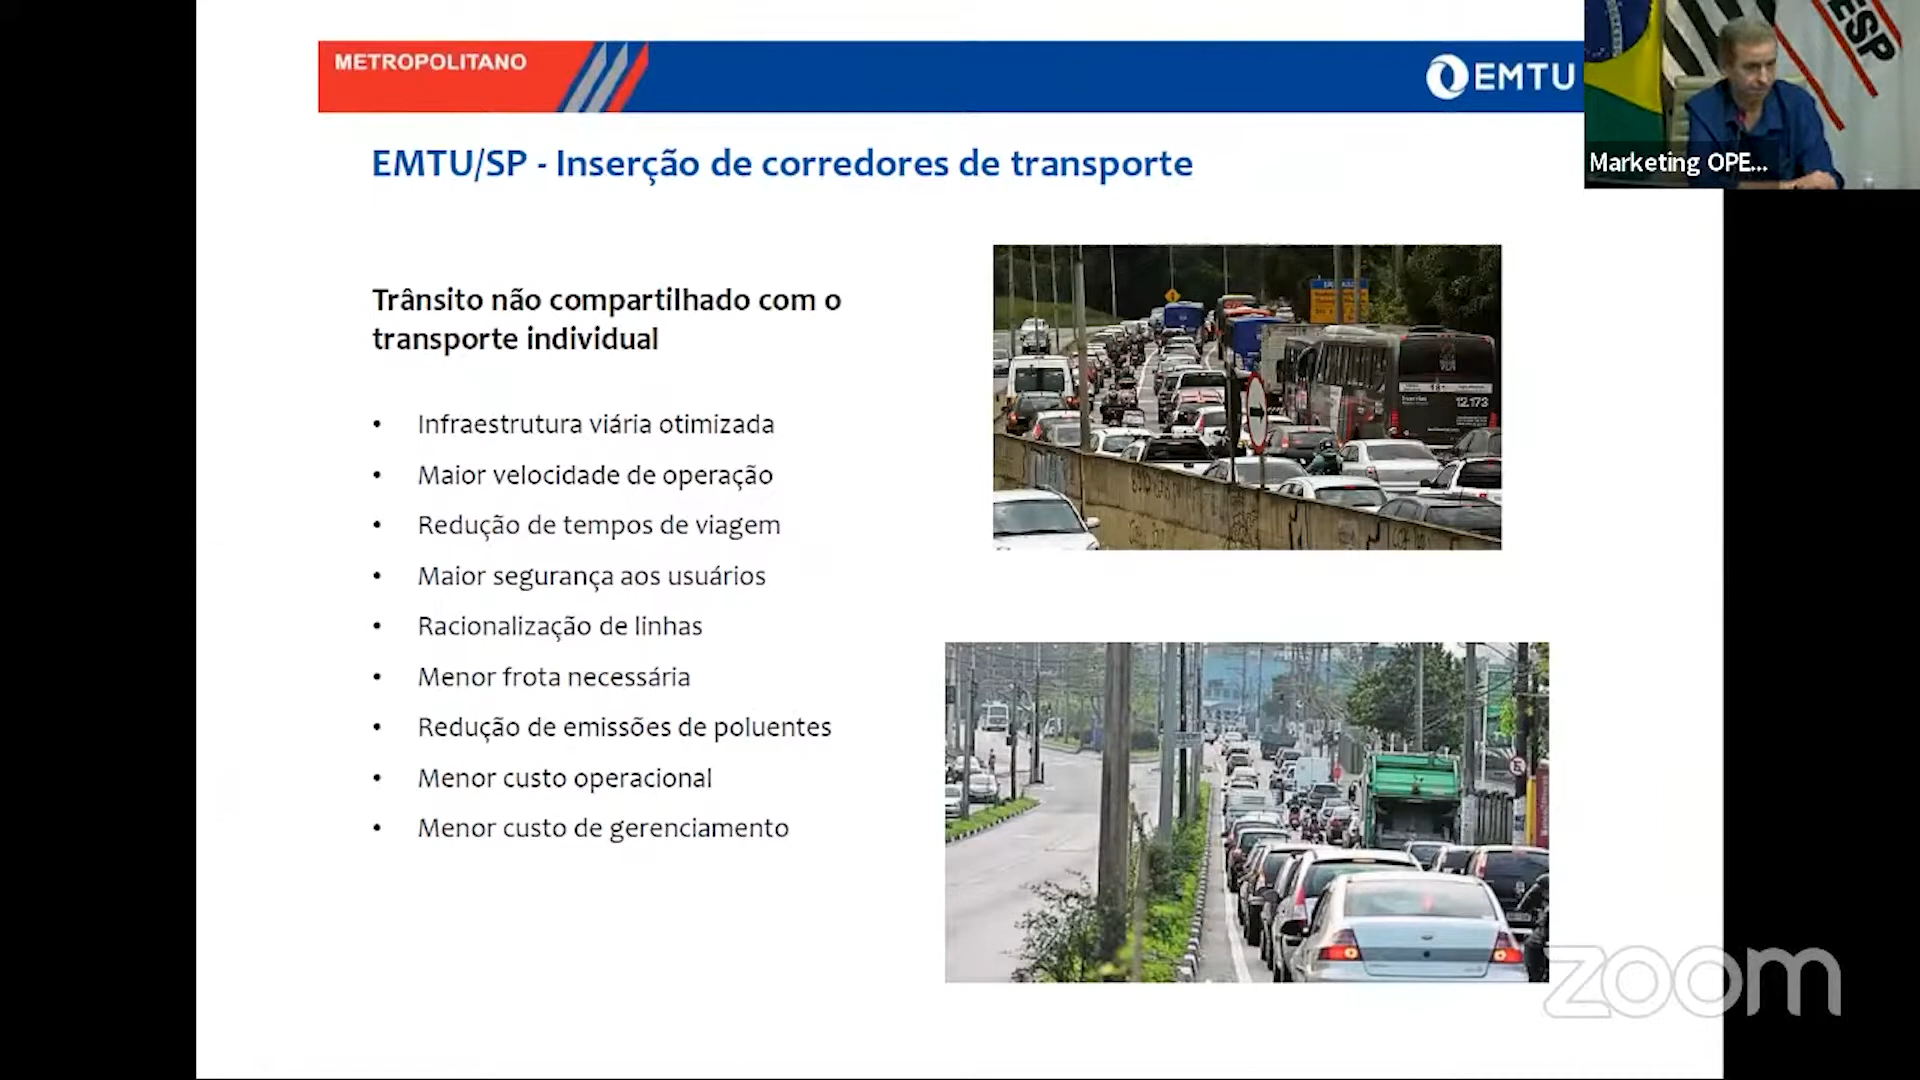 METROPOLITANO
EMTU
ESP
Marketing OPE...
EMTU/SP - Inserção de corredores de transporte
Trânsito não compartilhado com o
transporte individual
• Infraestrutura viária otimizada
• Maior velocidade de operação
• Redução de tempos de viagem
• Maior segurança aos usuários
• Racionalização de linhas
• Menor frota necessária
• Redução de emissões de poluentes
• Menor custo operacional
• Menor custo de gerenciamento
12.173
zoom